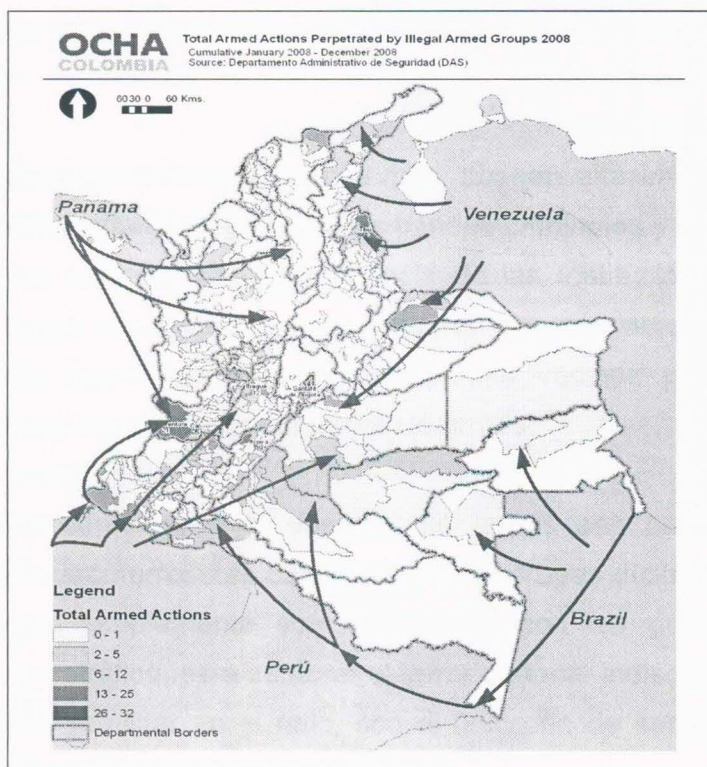 OCHA
COLOMBIA
Total Armed Actions Perpetrated by Illegal Armed Groups 2008
Cumulative January 2008 - December 2008
Source: Departamento Administrativo de Seguridad (DAS)
60 30 0 60 Kms.
Panama
Venezuela
Perú
Brazil
Legend
Total Armed Actions
0 - 1
2 - 5
6 - 12
13 - 25
26 - 32
Departmental Borders